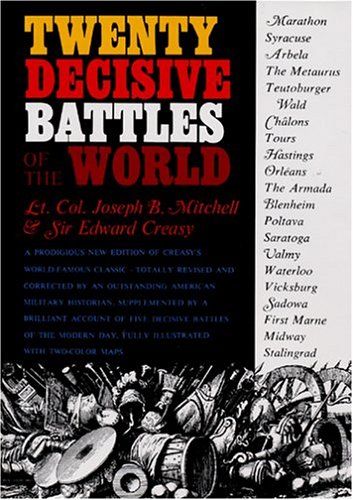 TWENTY
DECISIVE
BATTLES
OF THE WORLD
Lt. Col. Joseph B. Mitchell
& Sir Edward Creasy
A PRODIGIOUS NEW EDITION OF CREASY'S
WORLD-FAMOUS CLASSIC - TOTALLY REVISED AND
CORRECTED BY AN OUTSTANDING AMERICAN
MILITARY HISTORIAN, SUPPLEMENTED BY A
BRILLIANT ACCOUNT OF FIVE DECISIVE BATTLES
OF THE MODERN DAY, FULLY ILLUSTRATED
WITH TWO-COLOR MAPS
Marathon
Syracuse
Arbela
The Metaurus
Teutoburger
Wald
Châlons
Tours
Hastings
Orléans
The Armada
Blenheim
Poltava
Saratoga
Valmy
Waterloo
Vicksburg
Sadowa
First Marne
Midway
Stalingrad